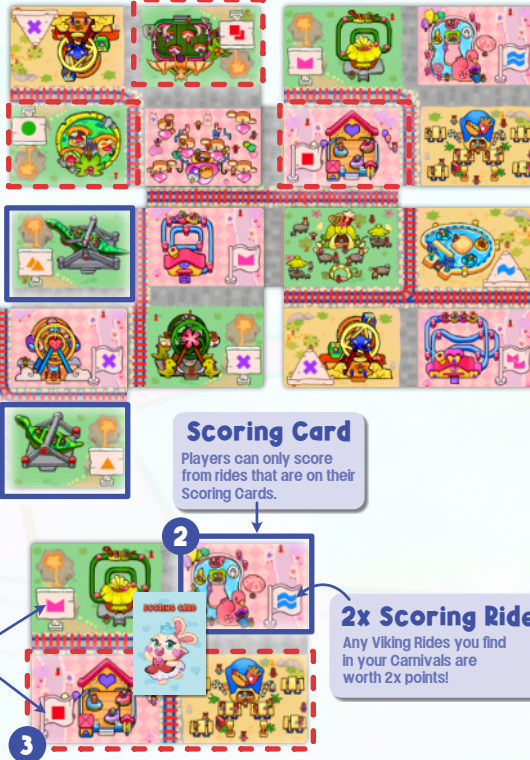 Scoring Card
Players can only score
from rides that are on their
Scoring Cards.
2
SCORING CARD
2x Scoring Ride
Any Viking Rides you find
in your Carnivals are
worth 2x points!
3